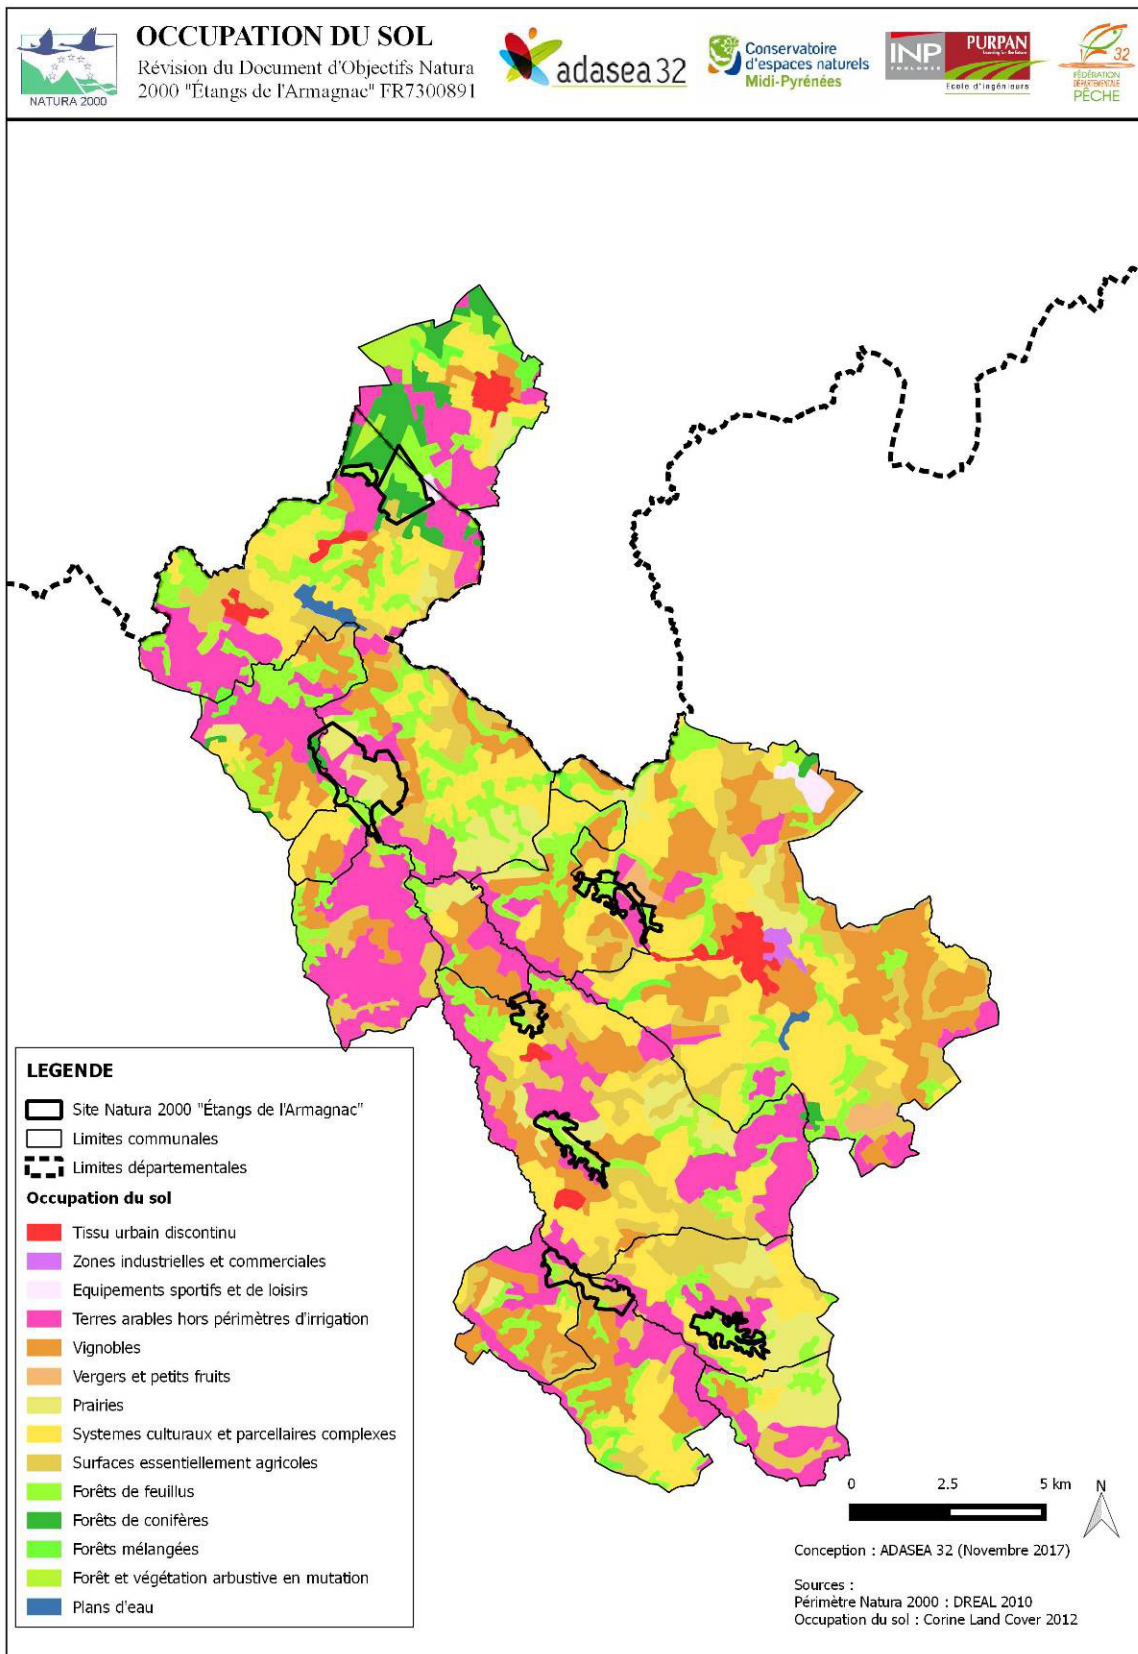 OCCUPATION DU SOL
Révision du Document d'Objectifs Natura
2000 "Étangs de l'Armagnac" FR7300891
NATURA 2000
adasea 32
Conservatoire
d'espaces naturels
Midi-Pyrénées
INP
TOULOUSE
PURPAN
Ecole d'ingénieurs
32
FÉDÉRATION
DÉPARTEMENTALE
PÊCHE
LEGENDE
Site Natura 2000 "Étangs de l'Armagnac"
Limites communales
Limites départementales
Occupation du sol
Tissu urbain discontinu
Zones industrielles et commerciales
Equipements sportifs et de loisirs
Terres arables hors périmètres d'irrigation
Vignobles
Vergers et petits fruits
Prairies
Systemes culturaux et parcellaires complexes
Surfaces essentiellement agricoles
Forêts de feuillus
Forêts de conifères
Forêts mélangées
Forêt et végétation arbustive en mutation
Plans d'eau
0 2.5 5 km
N
Conception : ADASEA 32 (Novembre 2017)
Sources :
Périmètre Natura 2000 : DREAL 2010
Occupation du sol : Corine Land Cover 2012